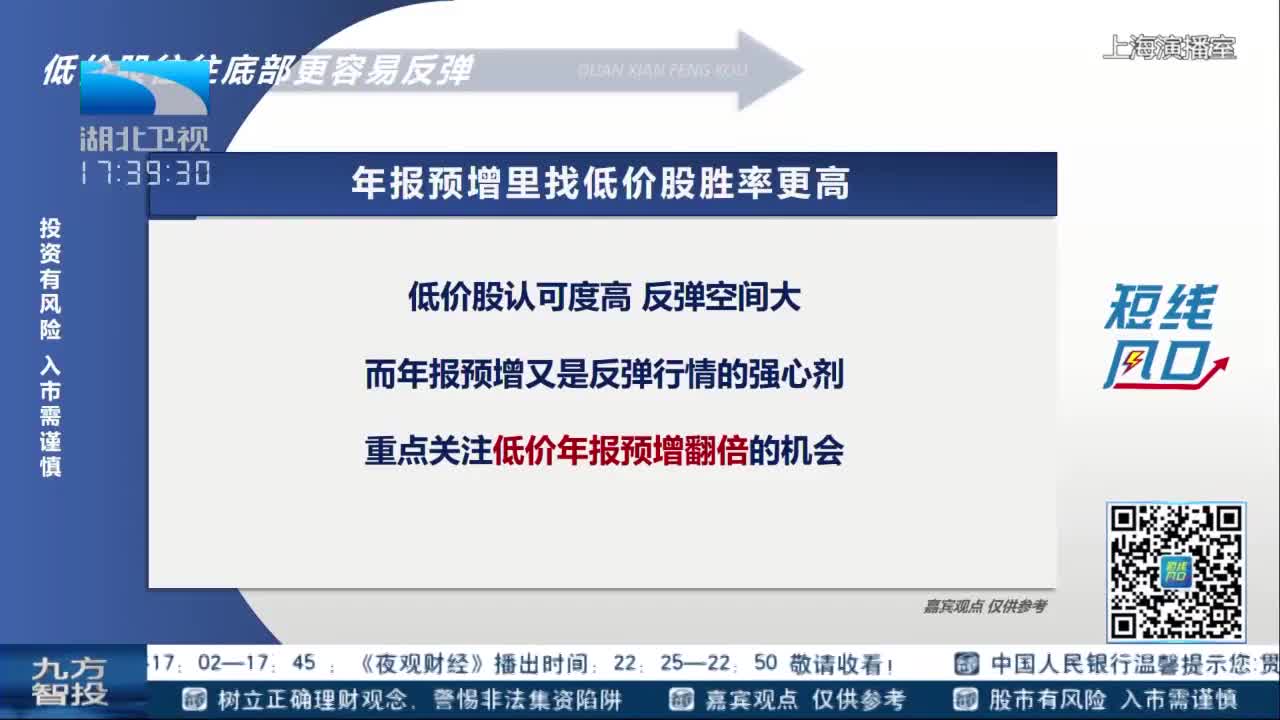 低价股往往底部更容易反弹
DUAN XIAN FENG KOU
上海演播室
湖北卫视
17:39:30
年报预增里找低价股胜率更高
投资有风险 入市需谨慎
低价股认可度高 反弹空间大
而年报预增又是反弹行情的强心剂
重点关注低价年报预增翻倍的机会
短线
风口
短线
风口
嘉宾观点 仅供参考
九方
智投
17：02—17：45 ；《夜观财经》播出时间：22：25—22：50 敬请收看！ 中国人民银行温馨提示您:贯
树立正确理财观念，警惕非法集资陷阱 嘉宾观点 仅供参考 股市有风险 入市需谨慎